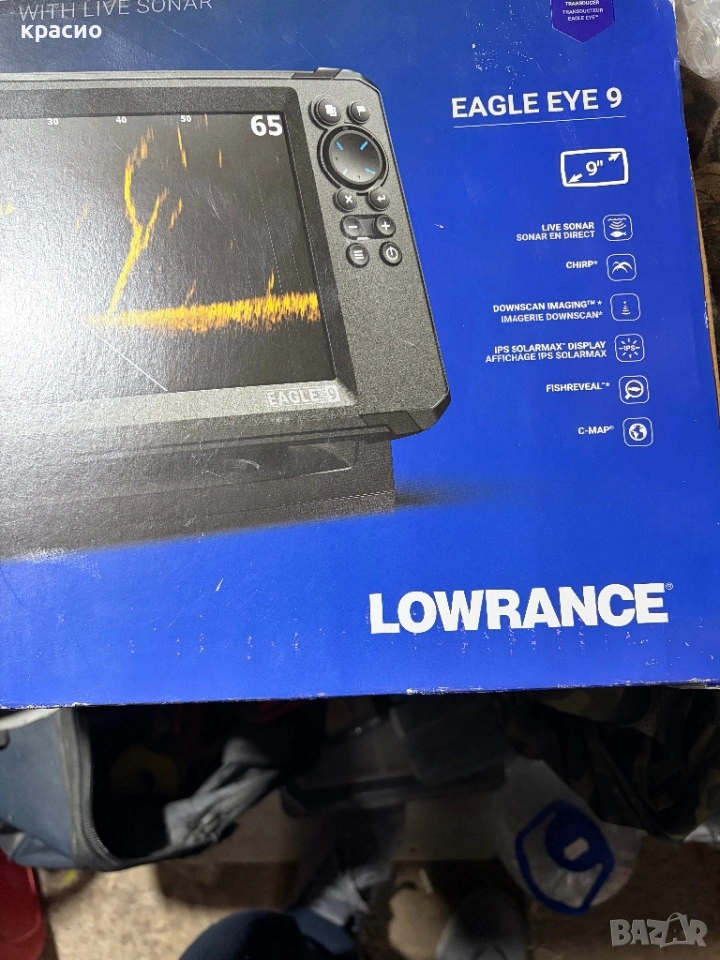 WITH LIVE SONAR
красио
TRANSDUCER
TRANSDUCTEUR
EAGLE EYE™
30 40 50
65
EAGLE EYE 9
9"
LIVE SONAR
SONAR EN DIRECT
CHIRP*
DOWNSCAN IMAGING™ *
IMAGERIE DOWNSCAN*
IPS SOLARMAX™ DISPLAY
AFFICHAGE IPS SOLARMAX
-IPS-
FISHREVEAL™*
C-MAP®
EAGLE EYE 9
LOWRANCE®
BAZAR